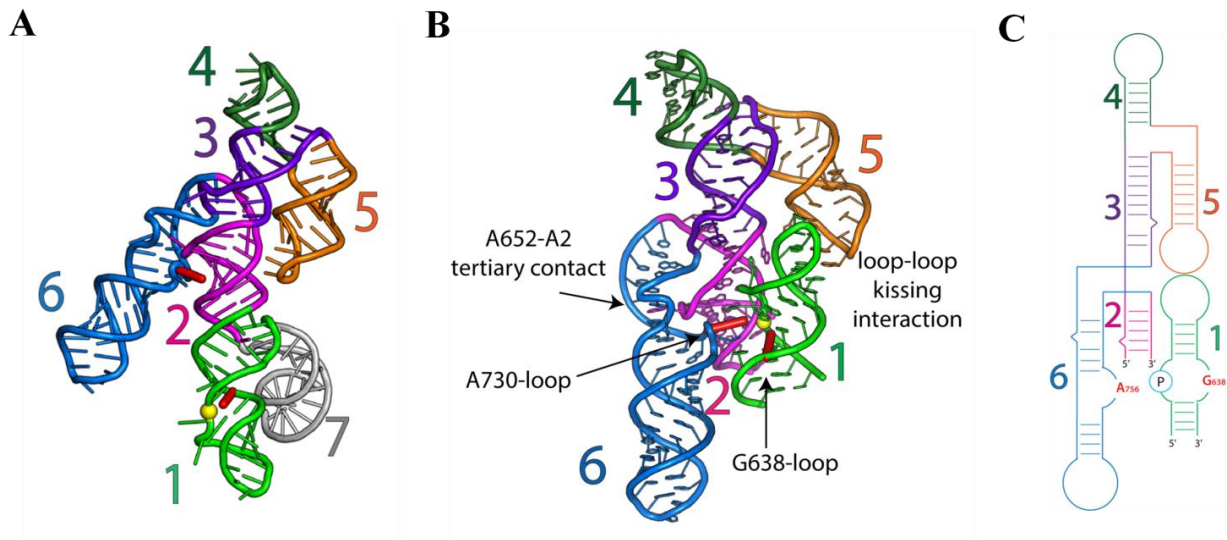 A
4
3
5
6
2
7
1
B
4
3
5
A652-A2
tertiary contact
loop-loop
kissing
interaction
A730-loop
2
1
G638-loop
6
C
4
3
5
2
1
5' 3'
6
A756
P
G638
5' 3'